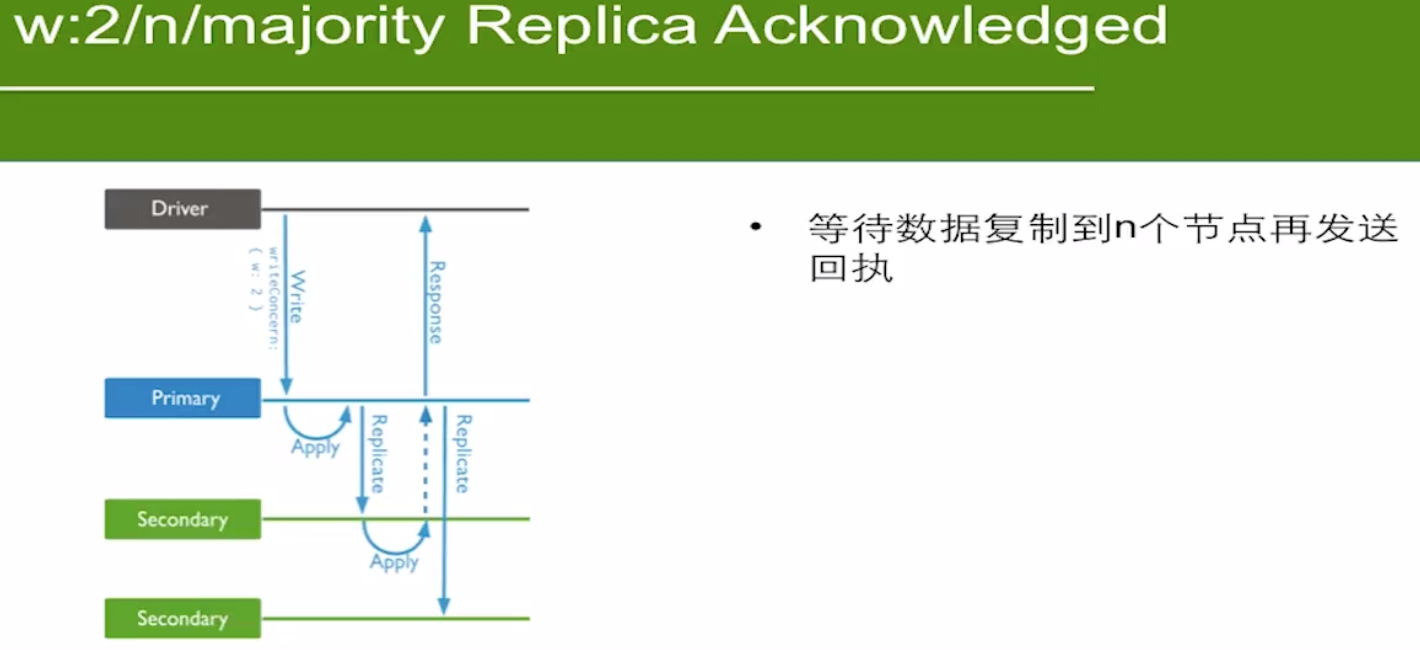 w:2/n/majority Replica Acknowledged
• 等待数据复制到n个节点再发送
回执
Driver
Write
writeConcern:
{ w: 2 }
Response
Primary
Apply
Replicate
Replicate
Secondary
Apply
Secondary